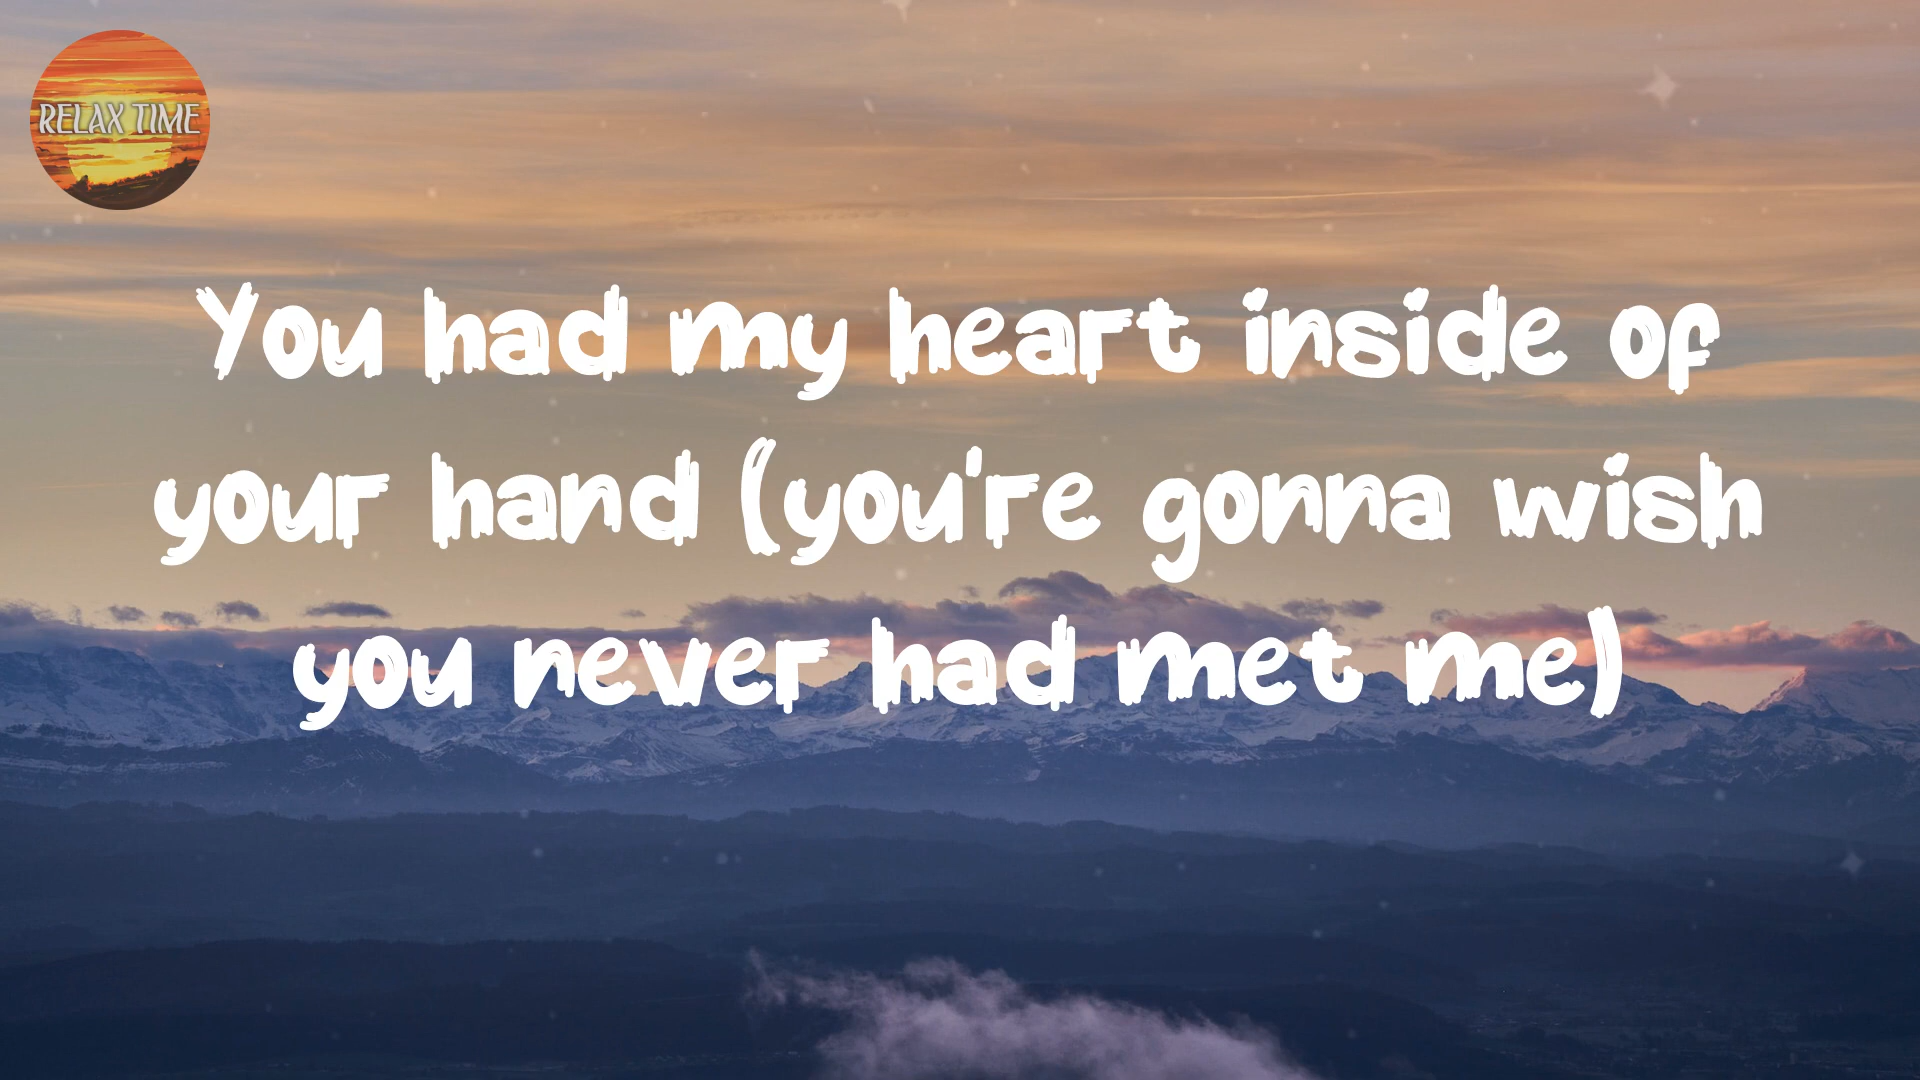 RELAX TIME
You had my heart inside of
your hand (you're gonna wish
you never had met me)